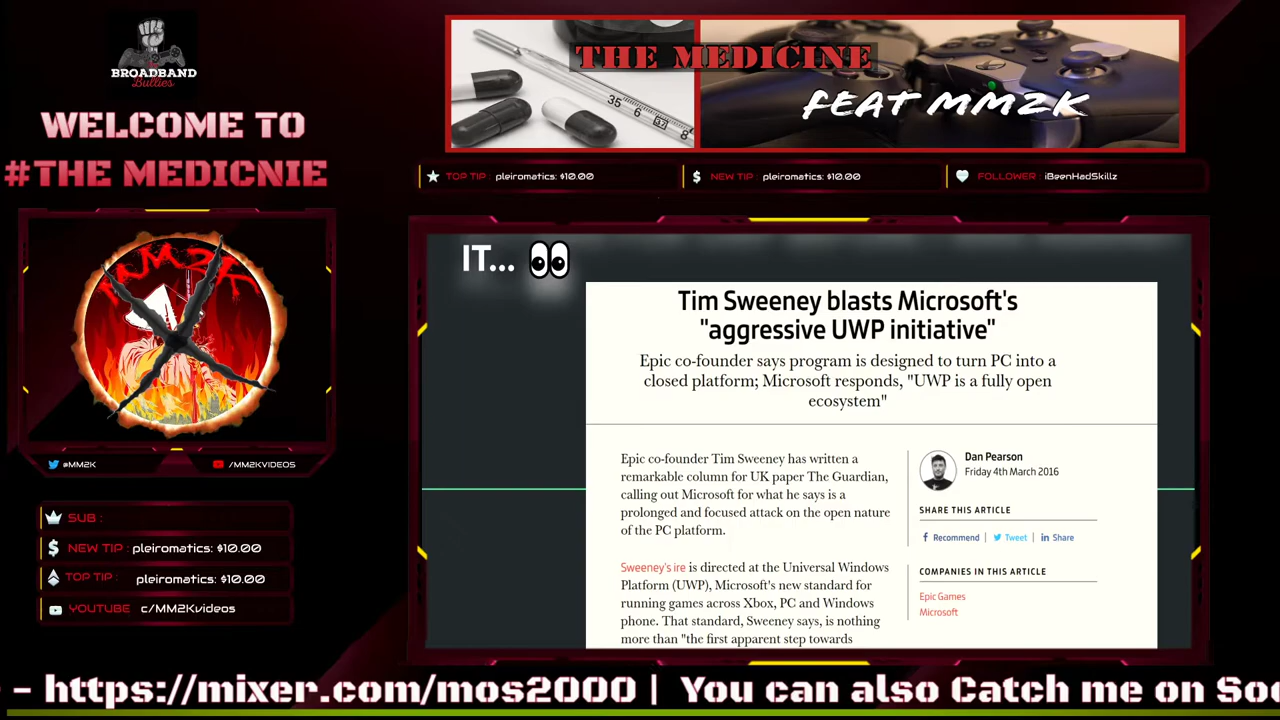 BROADBAND
Bullies
WELCOME TO
#THE MEDICNIE
THE MEDICINE
FEAT MM2K
35 6 37 8
TOP TIP : pleiromatics: $10.00
NEW TIP : pleiromatics: $10.00
FOLLOWER : iBeenHadSkillz
MM2K
@MM2K
/MM2KVIDEOS
SUB :
NEW TIP : pleiromatics: $10.00
TOP TIP : pleiromatics: $10.00
YOUTUBE c/MM2Kvideos
IT... 👀
Tim Sweeney blasts Microsoft's
"aggressive UWP initiative"
Epic co-founder says program is designed to turn PC into a
closed platform; Microsoft responds, "UWP is a fully open
ecosystem"
Epic co-founder Tim Sweeney has written a
remarkable column for UK paper The Guardian,
calling out Microsoft for what he says is a
prolonged and focused attack on the open nature
of the PC platform.
Sweeney's ire is directed at the Universal Windows
Platform (UWP), Microsoft's new standard for
running games across Xbox, PC and Windows
phone. That standard, Sweeney says, is nothing
more than "the first apparent step towards
Dan Pearson
Friday 4th March 2016
SHARE THIS ARTICLE
Recommend | Tweet | Share
COMPANIES IN THIS ARTICLE
Epic Games
Microsoft
- https://mixer.com/mos2000 | You can also Catch me on Soc